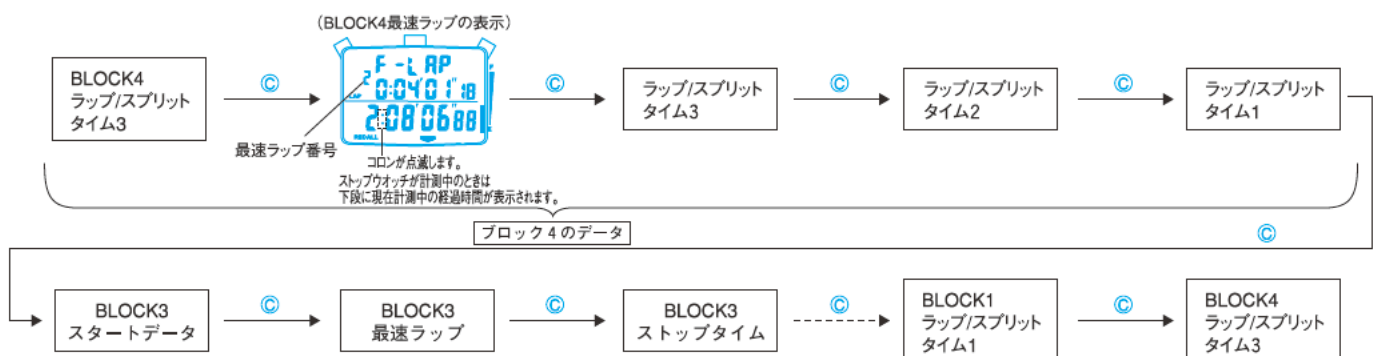 （BLOCK4最速ラップの表示）
BLOCK4
ラップ/スプリット
タイム3
Ⓒ
F-LAP
2
LAP
0:04'01"18
2:08'06"88
RECALL
最速ラップ番号
コロンが点滅します。
ストップウオッチが計測中のときは
下段に現在計測中の経過時間が表示されます。
Ⓒ
ラップ/スプリット
タイム3
Ⓒ
ラップ/スプリット
タイム2
Ⓒ
ラップ/スプリット
タイム1
ブロック4のデータ
Ⓒ
BLOCK3
スタートデータ
Ⓒ
BLOCK3
最速ラップ
Ⓒ
BLOCK3
ストップタイム
Ⓒ
BLOCK1
ラップ/スプリット
タイム1
Ⓒ
BLOCK4
ラップ/スプリット
タイム3